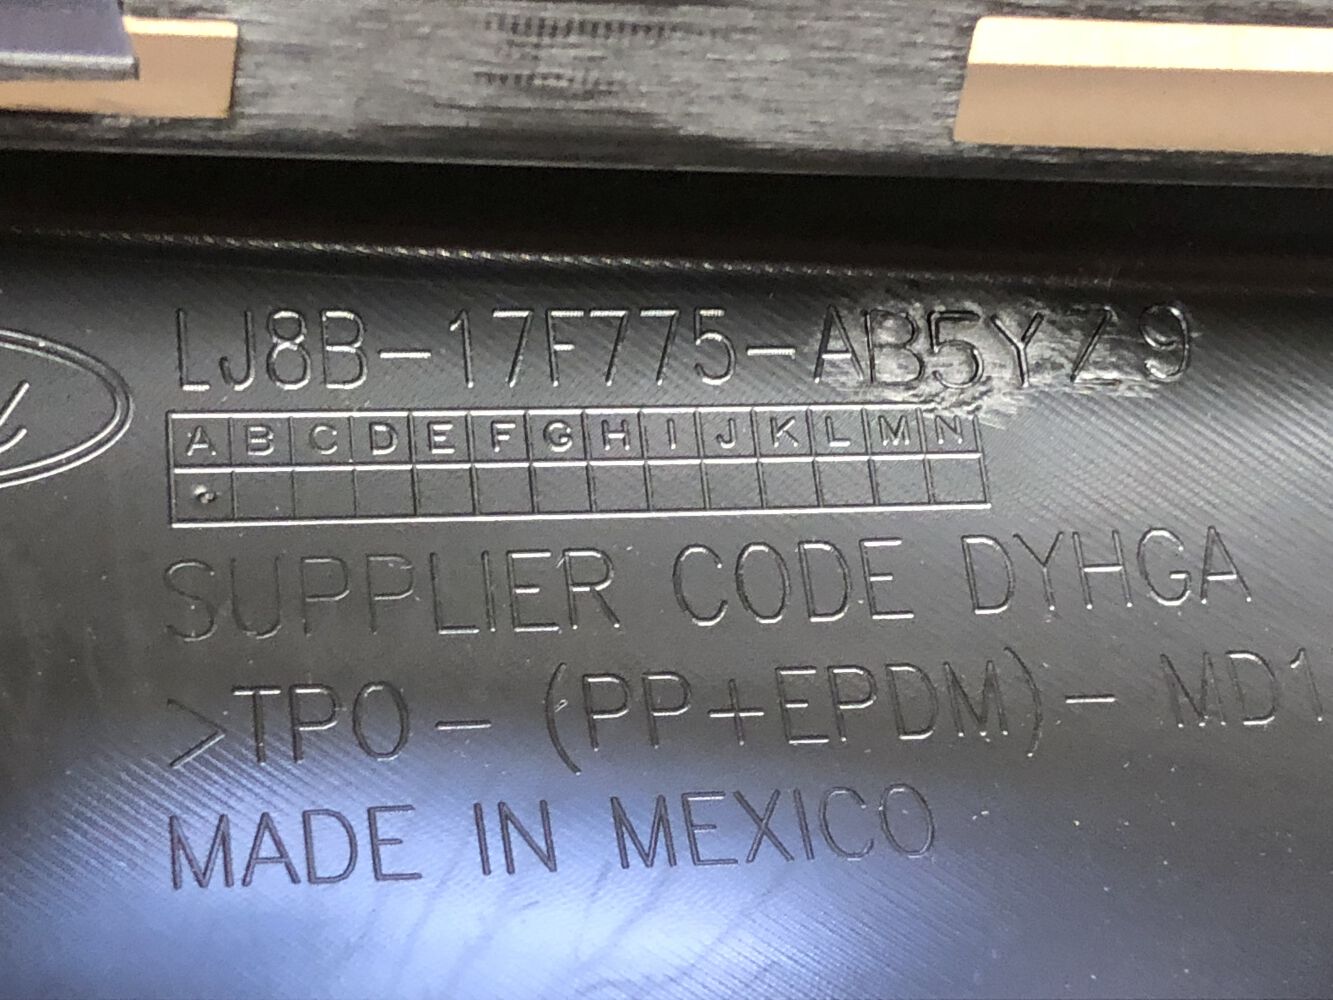 LJ8B-17F775-AB5YZ9
A B C D E F G H I J K L M N
SUPPLIER CODE DYHGA
>TPO- (PP+EPDM)- MD1
MADE IN MEXICO